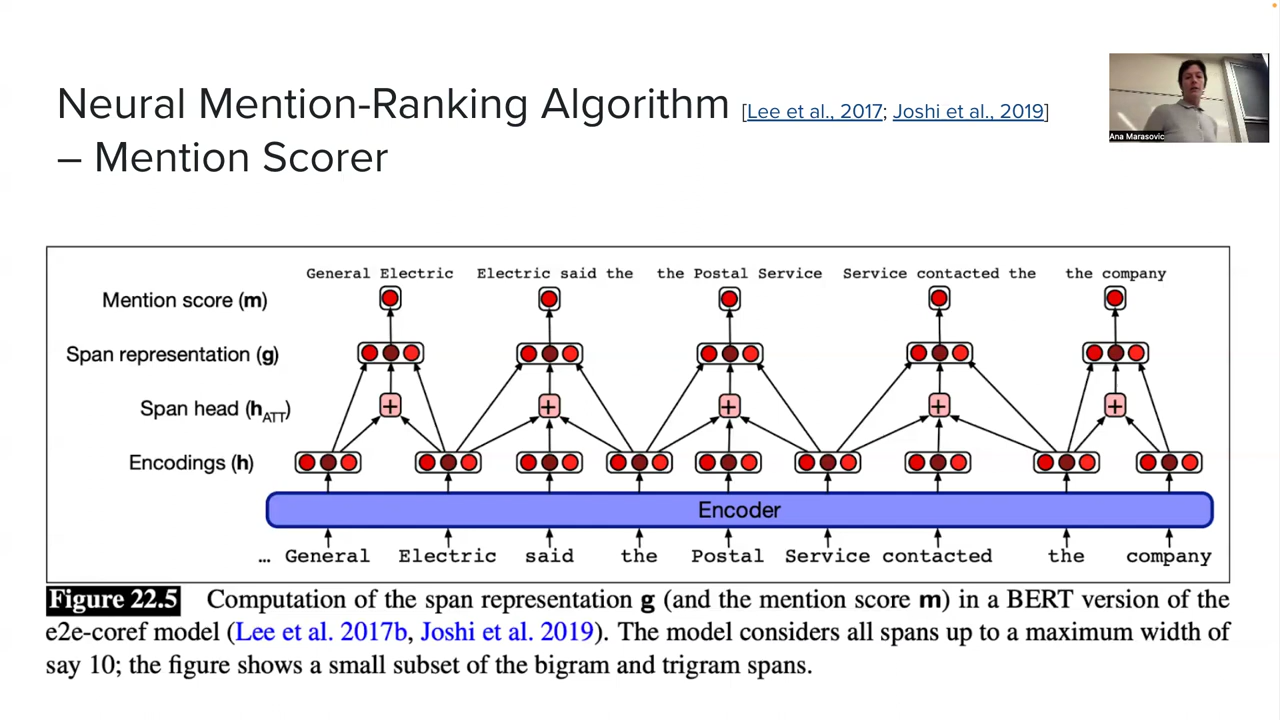 Neural Mention-Ranking Algorithm [Lee et al., 2017; Joshi et al., 2019]
– Mention Scorer
Ana Marasovic
General Electric Electric said the the Postal Service Service contacted the the company
Mention score (m)
Span representation (g)
Span head (hATT)
+ + + + +
Encodings (h)
Encoder
... General Electric said the Postal Service contacted the company
Figure 22.5 Computation of the span representation g (and the mention score m) in a BERT version of the
e2e-coref model (Lee et al. 2017b, Joshi et al. 2019). The model considers all spans up to a maximum width of
say 10; the figure shows a small subset of the bigram and trigram spans.